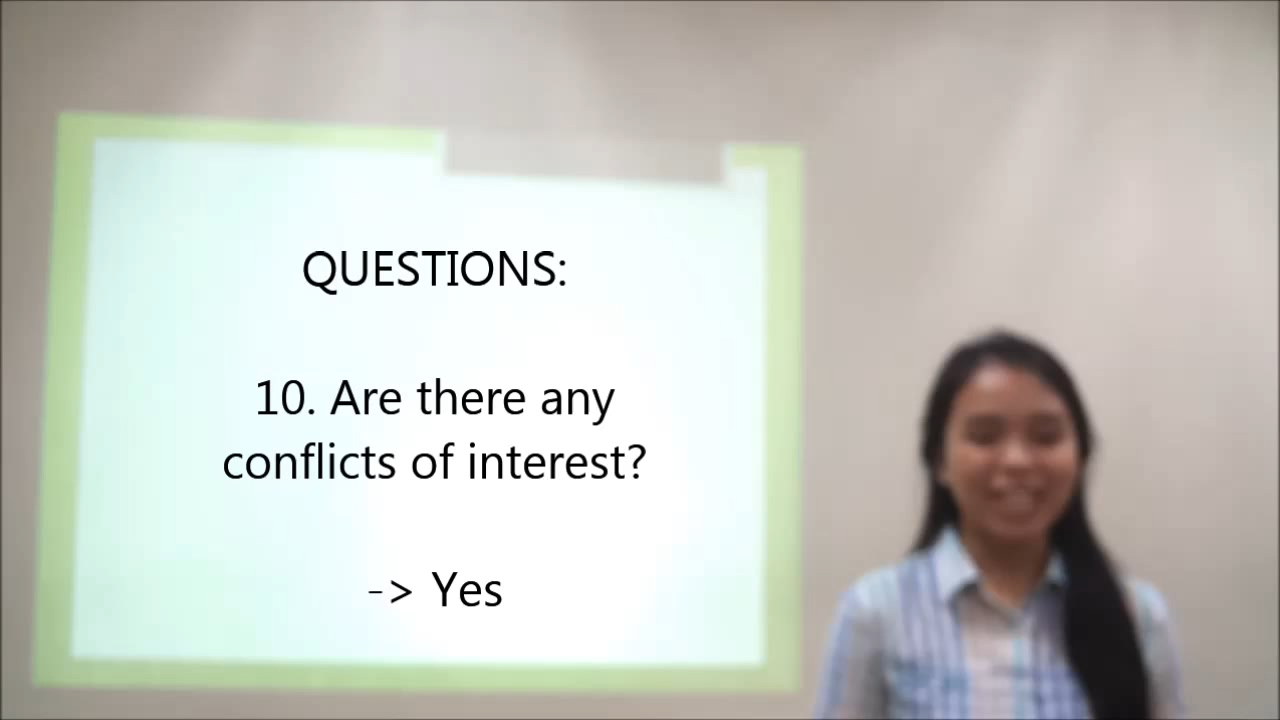 QUESTIONS:
10. Are there any
conflicts of interest?
-> Yes